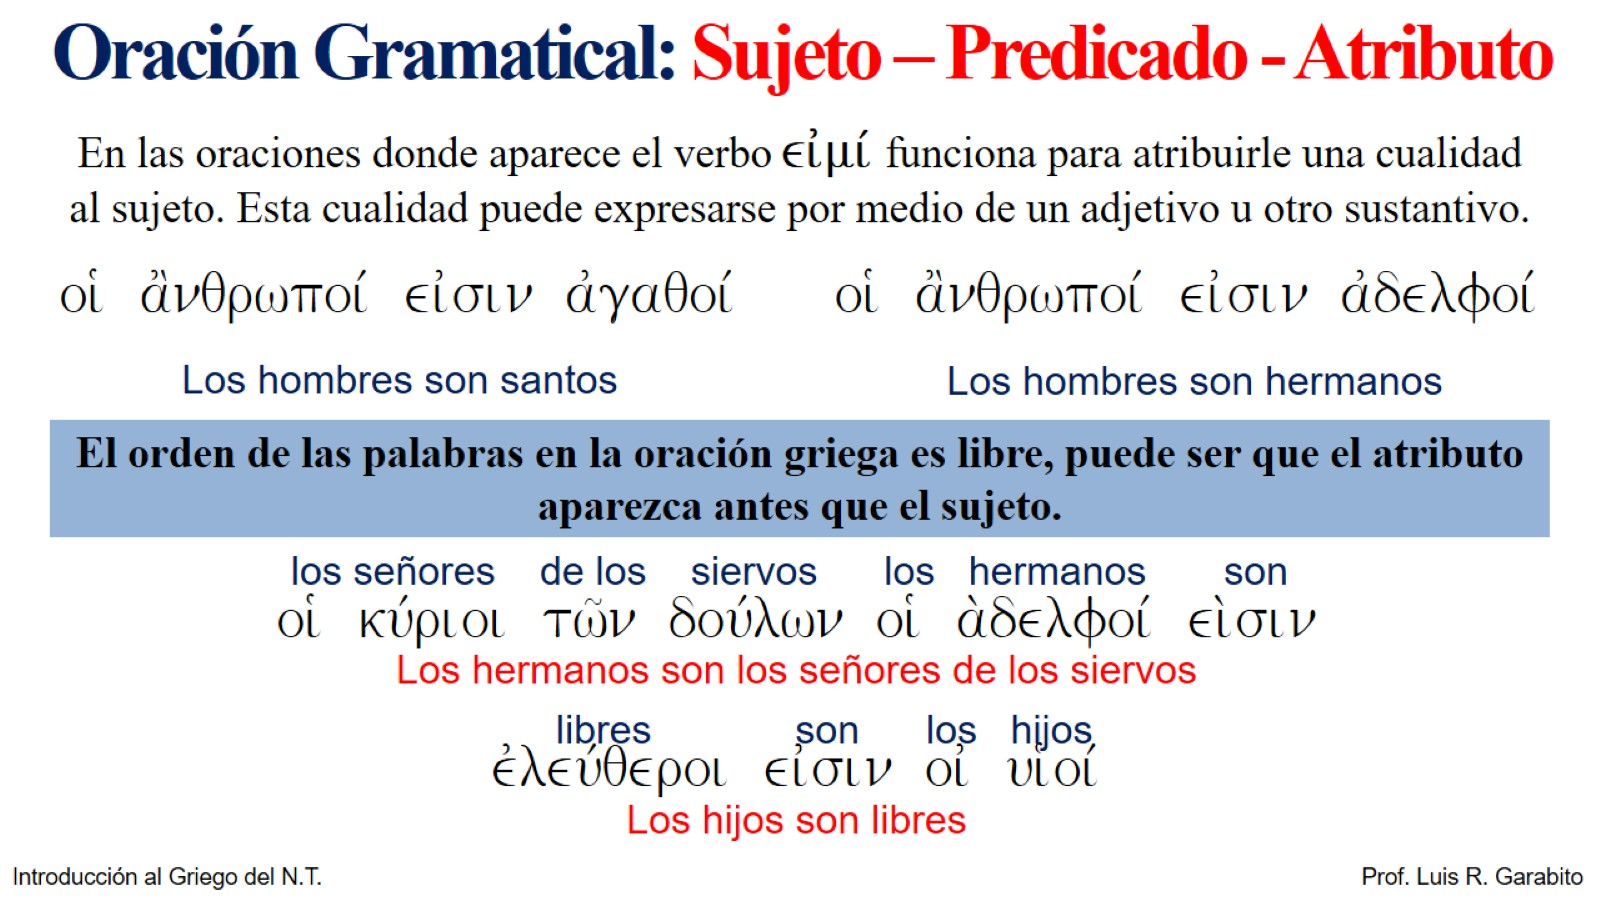 Oración Gramatical: Sujeto – Predicado - Atributo
En las oraciones donde aparece el verbo εἰμί funciona para atribuirle una cualidad
al sujeto. Esta cualidad puede expresarse por medio de un adjetivo u otro sustantivo.
οἱ ἂνθρωποί εἰσιν ἀγαθοί οἱ ἂνθρωποί εἰσιν ἀδελφοί
Los hombres son santos Los hombres son hermanos
El orden de las palabras en la oración griega es libre, puede ser que el atributo
aparezca antes que el sujeto.
los señores de los siervos los hermanos son
οἱ κύριοι τῶν δούλων οἱ ὰδελφοί εὶσιν
Los hermanos son los señores de los siervos
libres son los hijos
ἐλεύθεροι εἰσιν οἰ υἱοί
Los hijos son libres
Introducción al Griego del N.T. Prof. Luis R. Garabito